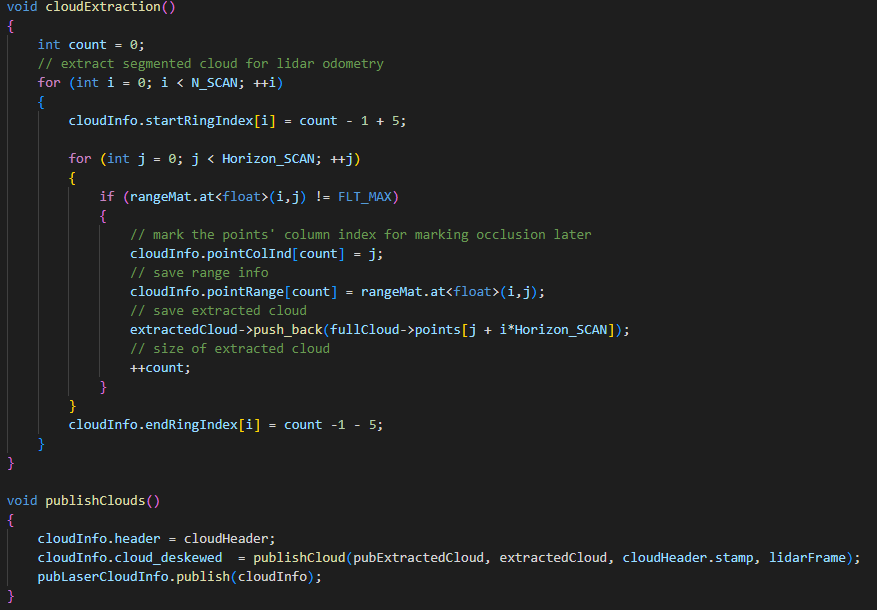 void cloudExtraction()
{
    int count = 0;
    // extract segmented cloud for lidar odometry
    for (int i = 0; i < N_SCAN; ++i)
    {
        cloudInfo.startRingIndex[i] = count - 1 + 5;

        for (int j = 0; j < Horizon_SCAN; ++j)
        {
            if (rangeMat.at<float>(i,j) != FLT_MAX)
            {
                // mark the points' column index for marking occlusion later
                cloudInfo.pointColInd[count] = j;
                // save range info
                cloudInfo.pointRange[count] = rangeMat.at<float>(i,j);
                // save extracted cloud
                extractedCloud->push_back(fullCloud->points[j + i*Horizon_SCAN]);
                // size of extracted cloud
                ++count;
            }
        }
        cloudInfo.endRingIndex[i] = count -1 - 5;
    }
}

void publishClouds()
{
    cloudInfo.header = cloudHeader;
    cloudInfo.cloud_deskewed  = publishCloud(pubExtractedCloud, extractedCloud, cloudHeader.stamp, lidarFrame);
    pubLaserCloudInfo.publish(cloudInfo);
}